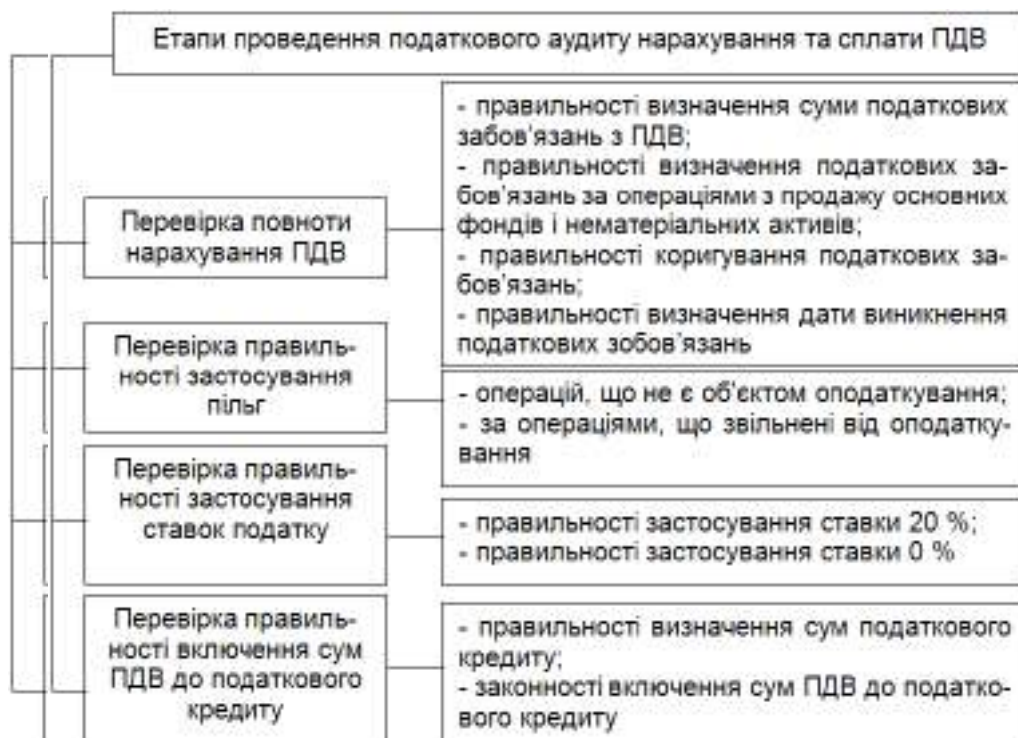 Етапи проведення податкового аудиту нарахування та сплати ПДВ
Перевірка повноти
нарахування ПДВ
- правильності визначення суми податкових
забов’язань з ПДВ;
- правильності визначення податкових за-
бов’язань за операціями з продажу основних
фондів і нематеріальних активів;
- правильності коригування податкових за-
бов’язань;
- правильності визначення дати виникнення
податкових зобов’язань
Перевірка правиль-
ності застосування
пільг
- операцій, що не є об’єктом оподаткування;
- за операціями, що звільнені від оподатку-
вання
Перевірка правиль-
ності застосування
ставок податку
- правильності застосування ставки 20 %;
- правильності застосування ставки 0 %
Перевірка правиль-
ності включення сум
ПДВ до податкового
кредиту
- правильності визначення сум податкового
кредиту;
- законності включення сум ПДВ до податко-
вого кредиту